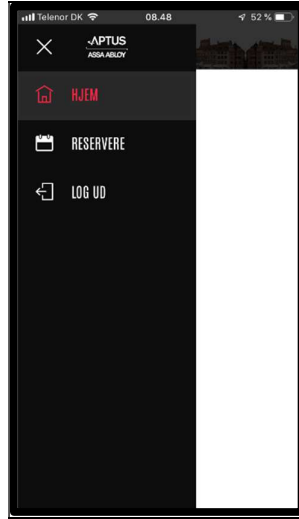 Telenor DK 08.48 52 %
APTUS
ASSA ABLOY
HJEM
RESERVERE
LOG UD